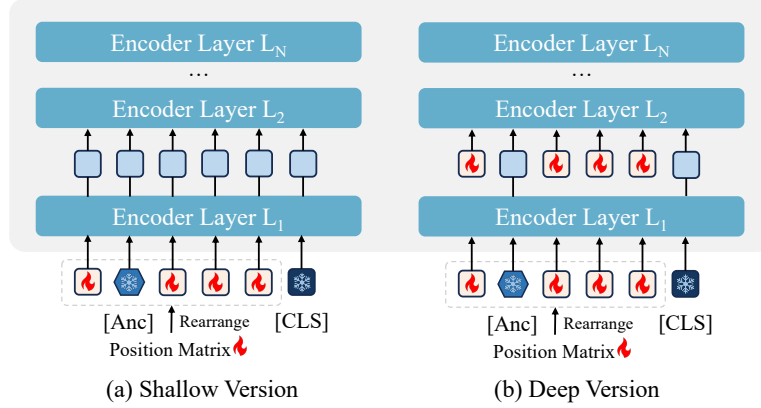 Encoder Layer L_N
...
Encoder Layer L_2
Encoder Layer L_1
[Anc]
Rearrange
[CLS]
Position Matrix
(a) Shallow Version
Encoder Layer L_N
...
Encoder Layer L_2
Encoder Layer L_1
[Anc]
Rearrange
[CLS]
Position Matrix
(b) Deep Version